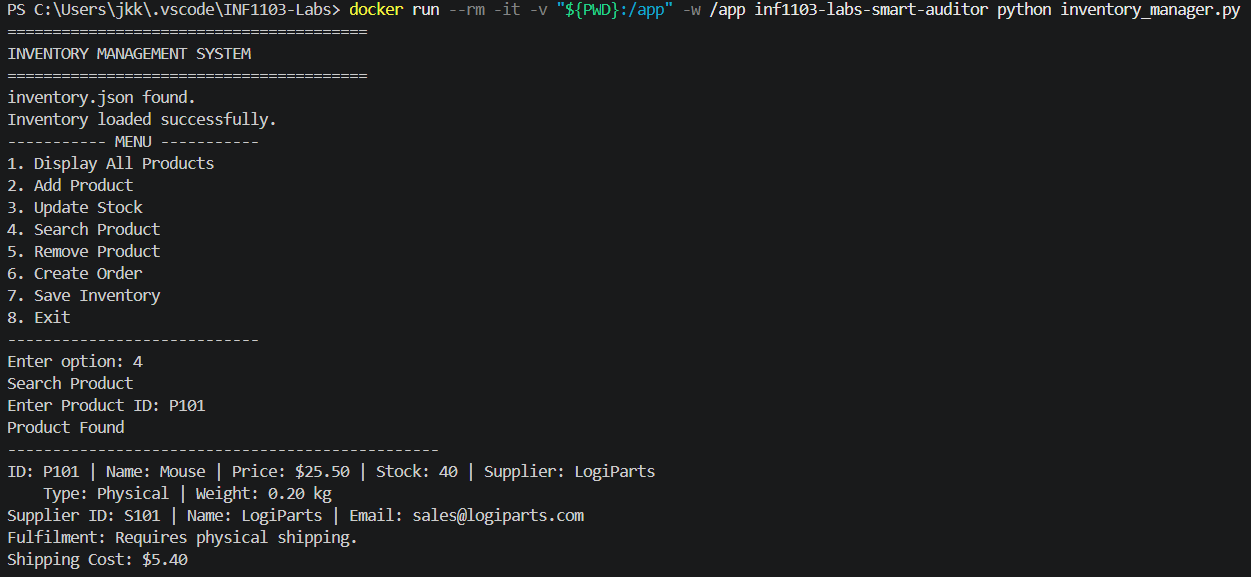 PS C:\Users\jkk\.vscode\INF1103-Labs> docker run --rm -it -v "${PWD}:/app" -w /app inf1103-labs-smart-auditor python inventory_manager.py
========================================
INVENTORY MANAGEMENT SYSTEM
========================================
inventory.json found.
Inventory loaded successfully.
----------- MENU -----------
1. Display All Products
2. Add Product
3. Update Stock
4. Search Product
5. Remove Product
6. Create Order
7. Save Inventory
8. Exit
----------------------------
Enter option: 4
Search Product
Enter Product ID: P101
Product Found
------------------------------------------------
ID: P101 | Name: Mouse | Price: $25.50 | Stock: 40 | Supplier: LogiParts
    Type: Physical | Weight: 0.20 kg
Supplier ID: S101 | Name: LogiParts | Email: sales@logiparts.com
Fulfilment: Requires physical shipping.
Shipping Cost: $5.40